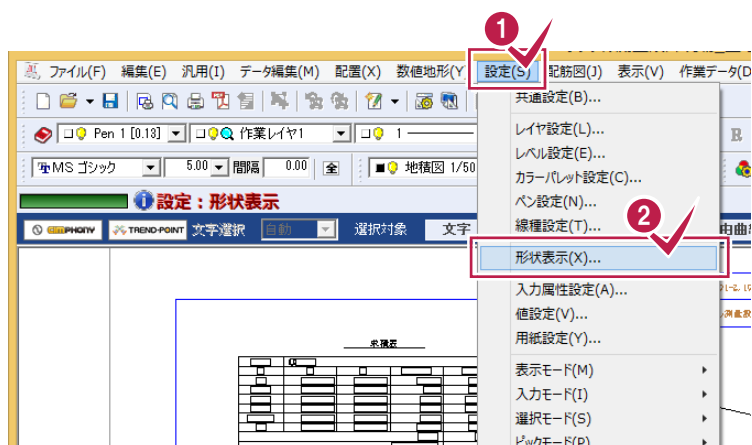 1
ファイル(F) 編集(E) 汎用(I) データ編集(M) 配置(X) 数値地形(Y) 設定(S) 配筋図(J) 表示(V) 作業データ(D
共通設定(B)...
Pen 1 [0.13] 作業レイヤ1 1
レイヤ設定(L)...
R
レベル設定(E)...
MS ゴシック 5.00 間隔 0.00 全 地積図 1/50
カラーパレット設定(C)...
設定：形状表示
ペン設定(N)...
2
TREND-POINT 文字選択 自動 選択対象 文字
線種設定(T)...
由曲
形状表示(X)...
入力属性設定(A)...
値設定(V)...
用紙設定(Y)...
求積表
表示モード(M)
入力モード(I)
選択モード(S)
ピックモード(P)